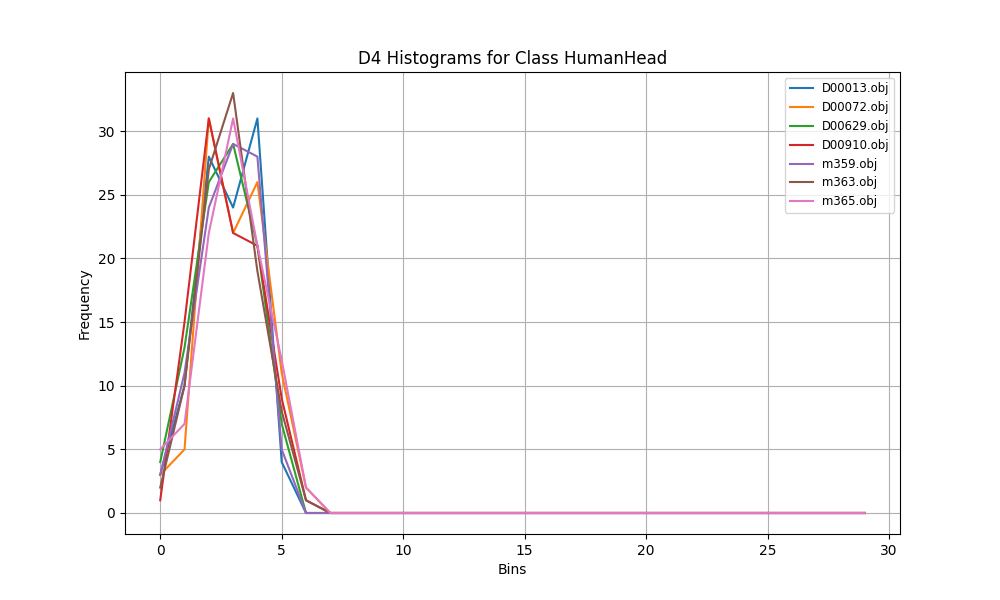 D4 Histograms for Class HumanHead
D00013.obj
D00072.obj
D00629.obj
D00910.obj
m359.obj
m363.obj
m365.obj
Frequency
30
25
20
15
10
5
0
0 5 10 15 20 25 30
Bins